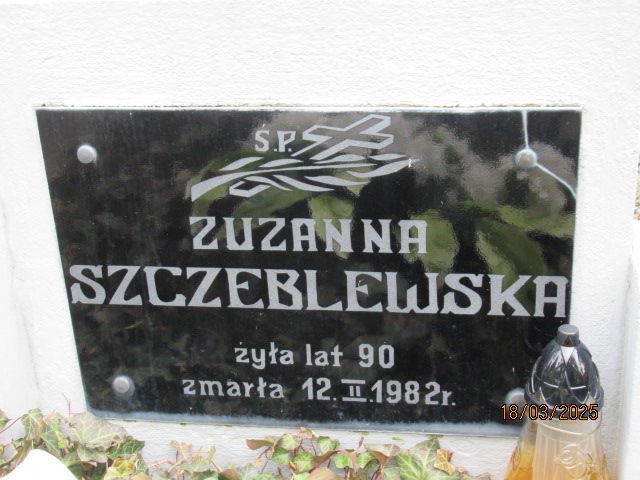 Ś.P.
ZUZANNA
SZCZEBLEWSKA
żyła lat 90
zmarła 12.II.1982r.
18/03/2025